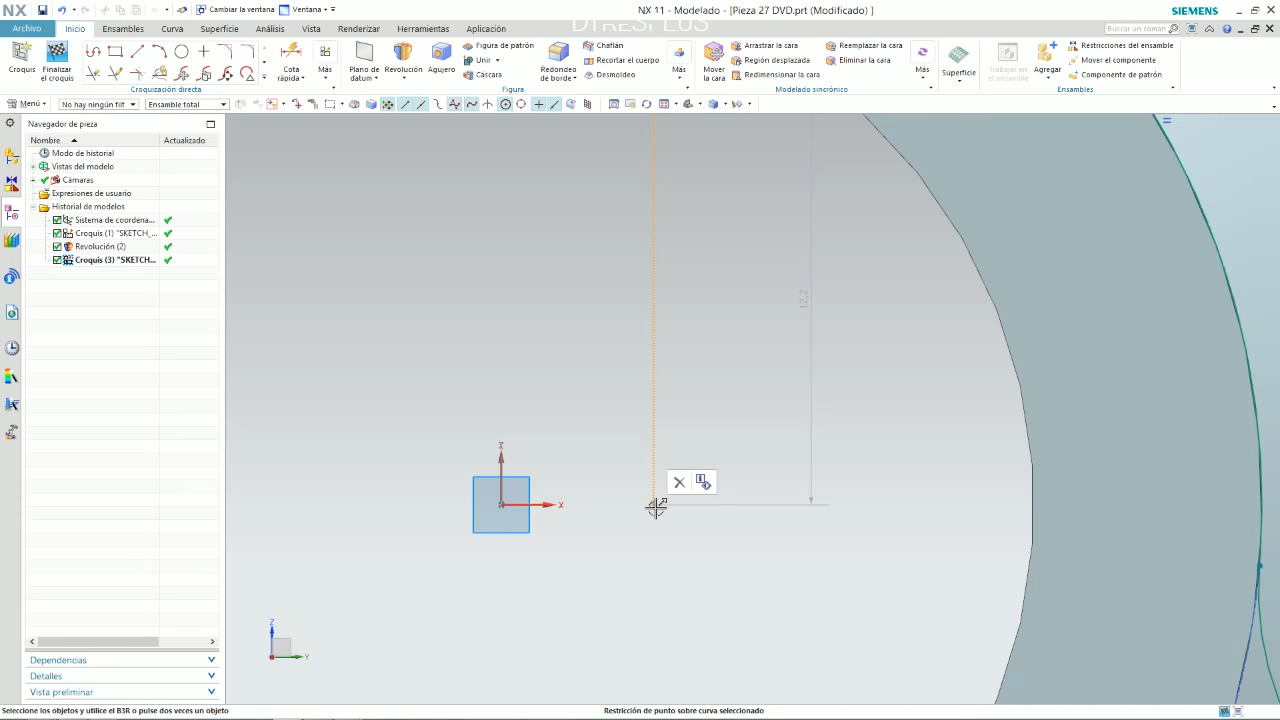 NX
Cambiar la ventana
Ventana
NX 11 - Modelado - [Pieza 27 DVD.prt (Modificado) ]
SIEMENS
DTRESPLUS
Archivo
Inicio
Ensambles
Curva
Superficie
Análisis
Vista
Renderizar
Herramientas
Aplicación
Buscar un coman
Croquis
Finalizar el croquis
Cota rápida
Más
Plano de datum
Revolución
Agujero
Figura de patrón
Unir
Cáscara
Redondeo de borde
Chaflán
Recortar el cuerpo
Desmoldeo
Más
Mover la cara
Arrastrar la cara
Región desplazada
Redimensionar la cara
Reemplazar la cara
Eliminar la cara
Más
Superficie
Trabajar en el ensamble
Agregar
Restricciones del ensamble
Mover el componente
Componente de patrón
Croquización directa
Figura
Modelado sincrónico
Ensambles
Menú
No hay ningún filt
Ensamble total
Navegador de pieza
Nombre
Actualizado
Modo de historial
Vistas del modelo
Cámaras
Expresiones de usuario
Historial de modelos
Sistema de coordena...
Croquis (1) "SKETCH_...
Revolución (2)
Croquis (3) "SKETCH...
12,2
Z
X
Z
Y
Dependencias
Detalles
Vista preliminar
Seleccione los objetos y utilice el B3R o pulse dos veces un objeto
Restricción de punto sobre curva seleccionado